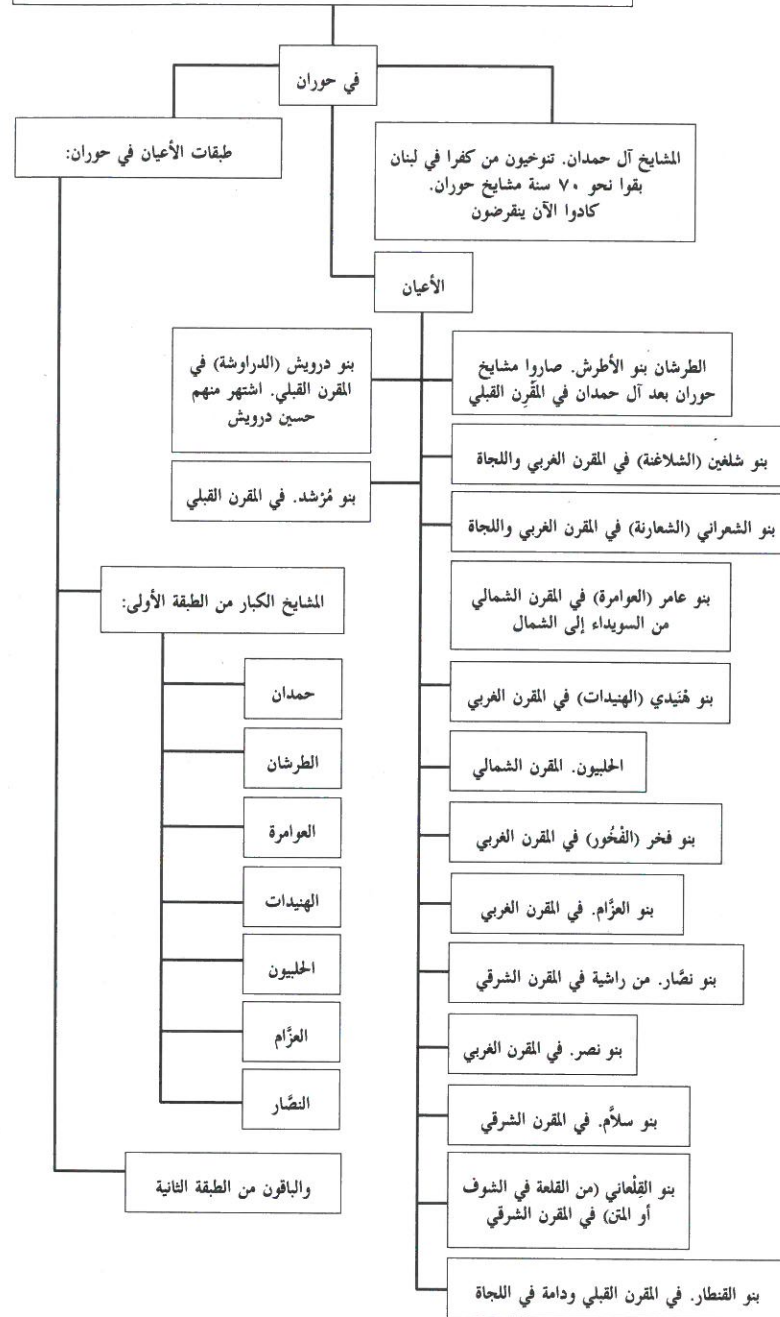 في حوران
المشايخ آل حمدان. تنوخيون من كفرا في لبنان
بقوا نحو ٧٠ سنة مشايخ حوران.
كادوا الآن ينقرضون
طبقات الأعيان في حوران:
الأعيان
الطرشان بنو الأطرش. صاروا مشايخ
حوران بعد آل حمدان في المَقْرِن القبلي
بنو درويش (الدراوشة) في
المقرن القبلي. اشتهر منهم
حسين درويش
بنو شلغين (الشلاغنة) في المقرن الغربي واللجاة
بنو مُرْشد. في المقرن القبلي
بنو الشعراني (الشعارنة) في المقرن الغربي واللجاة
بنو عامر (العوامرة) في المقرن الشمالي
من السويداء إلى الشمال
بنو هُنَيدي (الهنيدات) في المقرن الغربي
الحلبيون. المقرن الشمالي
بنو فخر (الفْخُور) في المقرن الغربي
بنو العزَّام. في المقرن الغربي
بنو نصَّار. من راشية في المقرن الشرقي
بنو نصر. في المقرن الغربي
بنو سلاَّم. في المقرن الشرقي
بنو القِلْعاني (من القلعة في الشوف
أو المتن) في المقرن الشرقي
بنو القنطار. في المقرن القبلي ودامة في اللجاة
المشايخ الكبار من الطبقة الأولى:
حمدان
الطرشان
العوامرة
الهنيدات
الحلبيون
العزَّام
النصَّار
والباقون من الطبقة الثانية